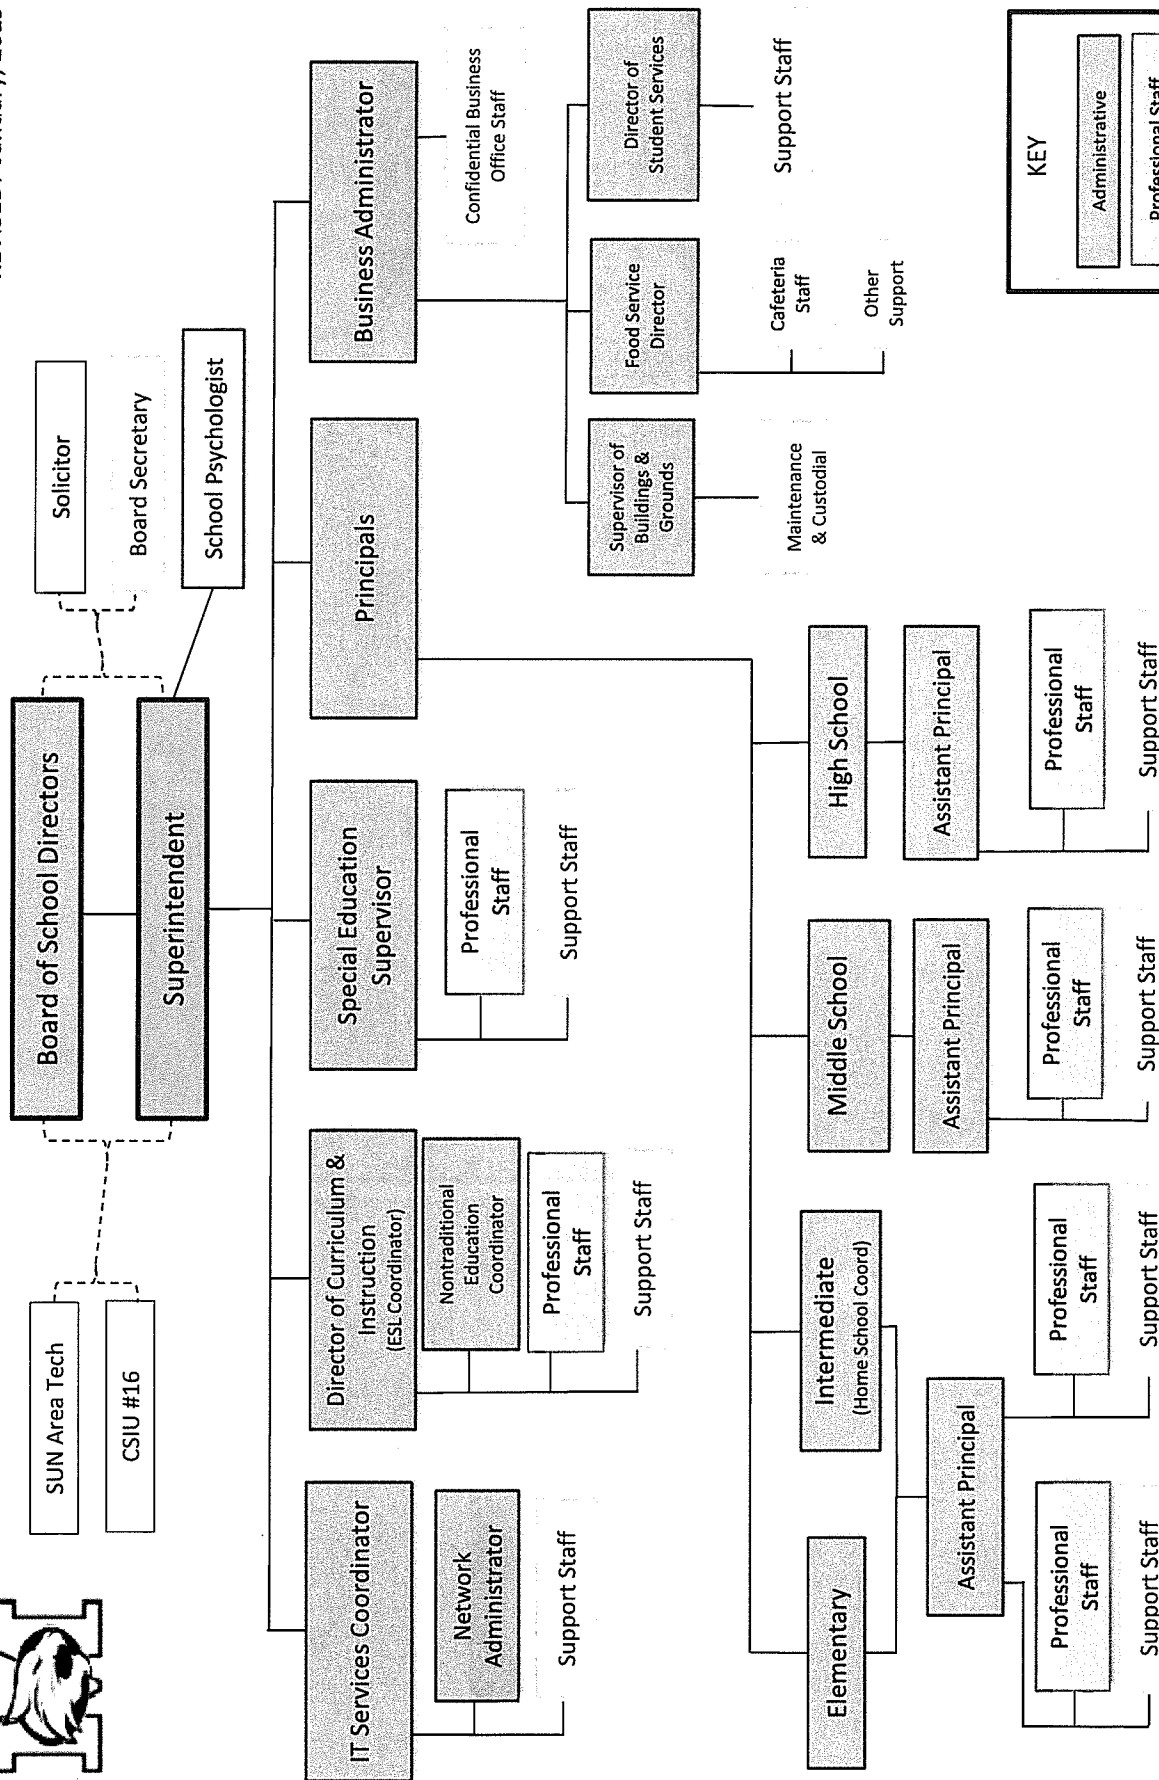 Board of School Directors
Superintendent
Solicitor
Board Secretary
School Psychologist
SUN Area Tech
CSIU #16
IT Services Coordinator
Network
Administrator
Support Staff
Director of Curriculum &
Instruction
(ESL Coordinator)
Nontraditional
Education
Coordinator
Professional
Staff
Support Staff
Special Education
Supervisor
Professional
Staff
Support Staff
Principals
Business Administrator
Confidential Business
Office Staff
Supervisor of
Buildings &
Grounds
Maintenance
& Custodial
Food Service
Director
Cafeteria
Staff
Other
Support
Director of
Student Services
Support Staff
Elementary
Intermediate
(Home School Coord)
Assistant Principal
Professional
Staff
Support Staff
Professional
Staff
Support Staff
Middle School
Assistant Principal
Professional
Staff
Support Staff
High School
Assistant Principal
Professional
Staff
Support Staff
KEY
Administrative
Professional Staff